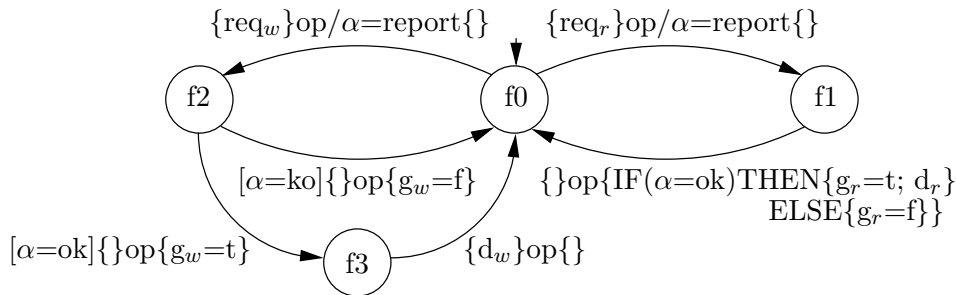 {req_w}op/α=report{} {req_r}op/α=report{}
f2 f0 f1
[α=ko]{}op{g_w=f} {}op{IF(α=ok)THEN{g_r=t; d_r}
ELSE{g_r=f}}
[α=ok]{}op{g_w=t} f3 {d_w}op{}